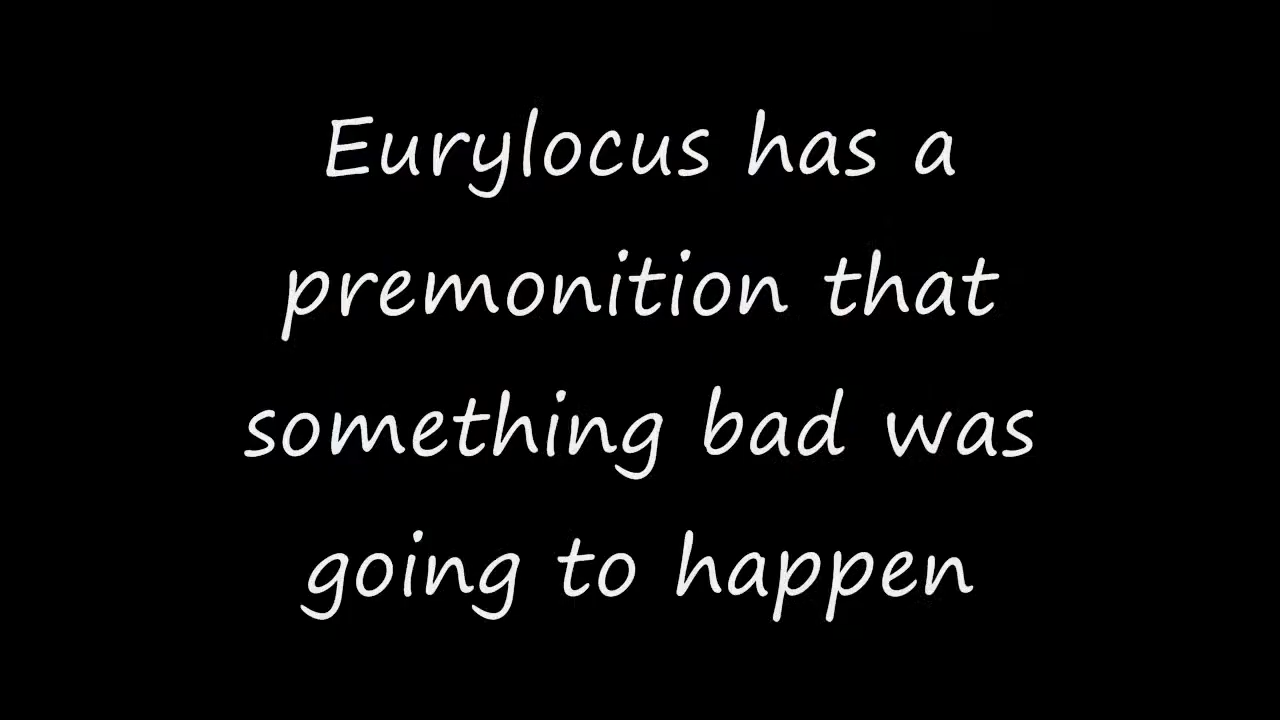 Eurylocus has a
premonition that
something bad was
going to happen